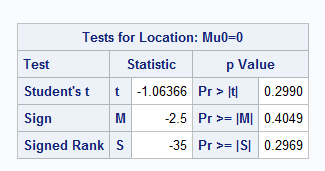 Tests for Location: Mu0=0
Test Statistic p Value
Student's t t -1.06366 Pr > |t| 0.2990
Sign M -2.5 Pr >= |M| 0.4049
Signed Rank S -35 Pr >= |S| 0.2969